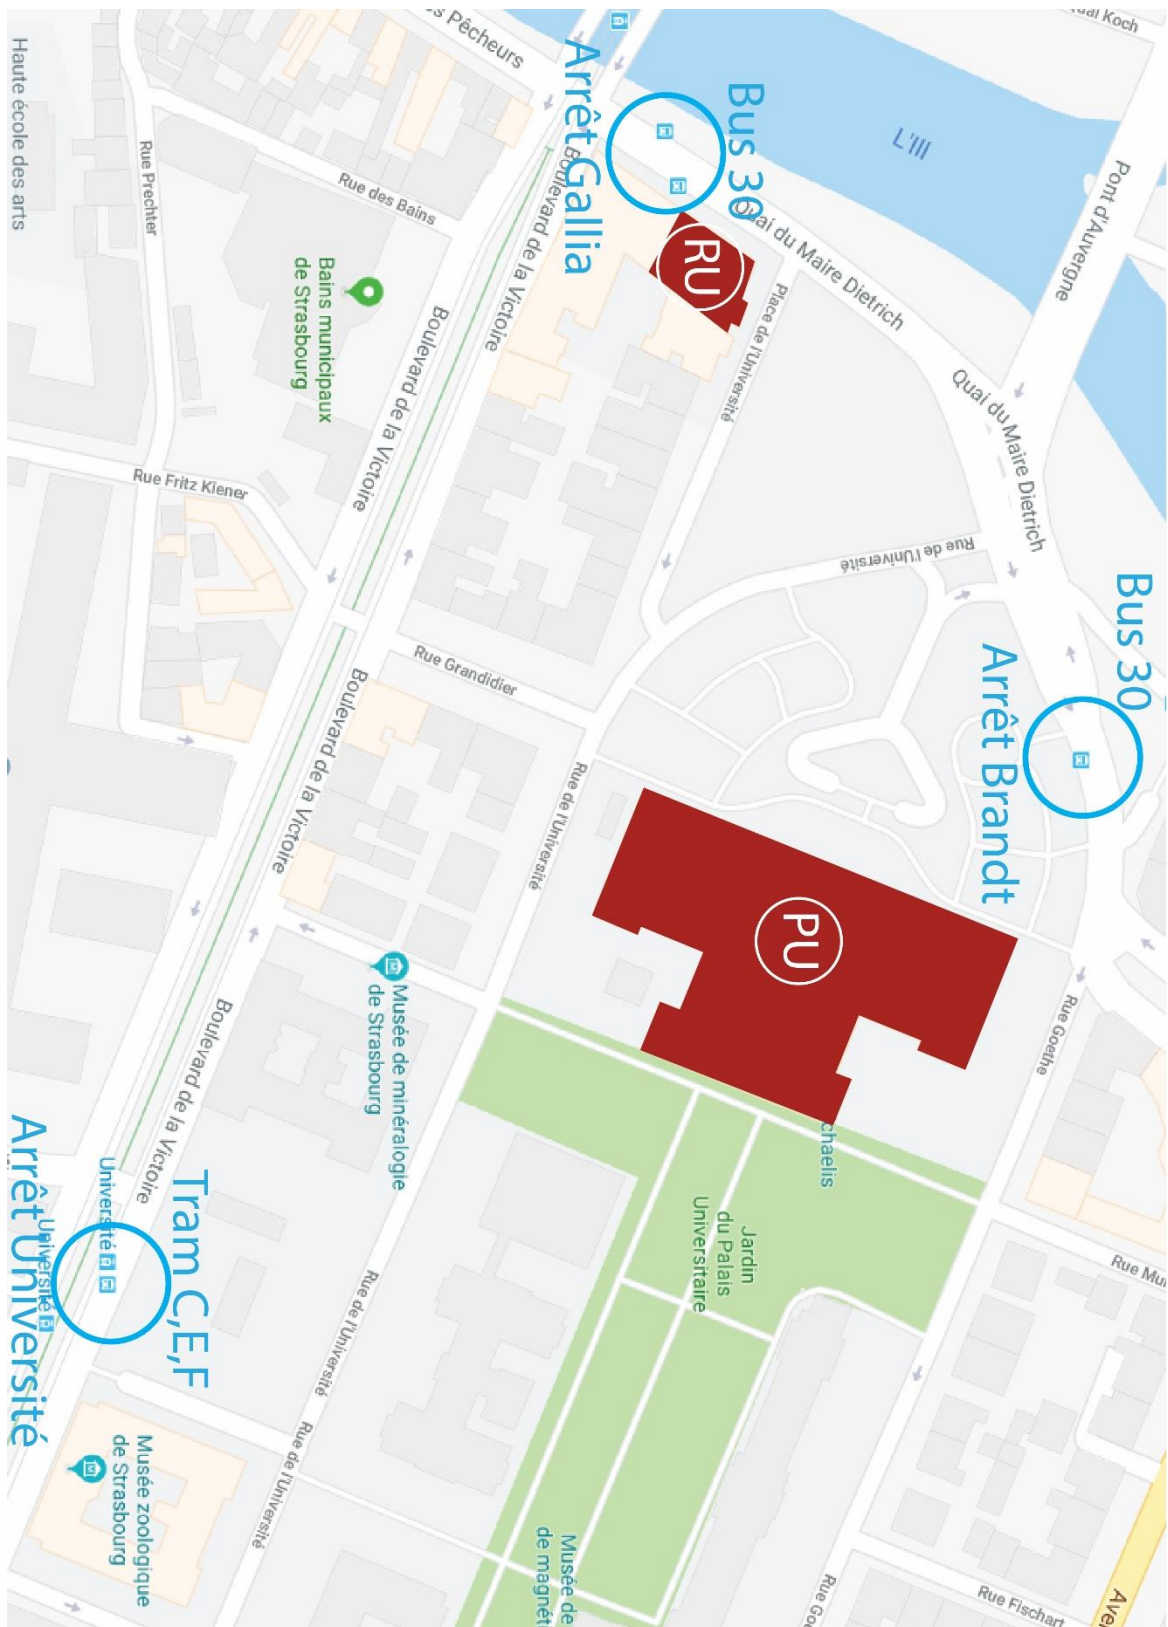 Quai Koch
Rue Mu
Ave
Bus 30
Pont d'Auvergne
Rue Goethe
Rue Fischart
Arrêt Brandt
Quai du Maire Dietrich
L'Ill
Rue de l'Université
Quai du Maire Dietrich
chaelis
Rue Go
PU
Jardin
du Palais
Universitaire
Bus 30
Place de l'Université
RU
Arrêt Gallia
Musée de
de magnét
Rue de l'Université
s Pêcheurs
Boulevard de la Victoire
Rue Grandidier
Rue des Bains
Boulevard de la Victoire
Musée de minéralogie
de Strasbourg
Rue de l'Université
Bains municipaux
de Strasbourg
Boulevard de la Victoire
Rue de l'Université
Rue Prechter
Rue Fritz Kiener
Boulevard de la Victoire
Tram C,E,F
Université
Université
Arrêt Université
Musée zoologique
de Strasbourg
Haute école des arts